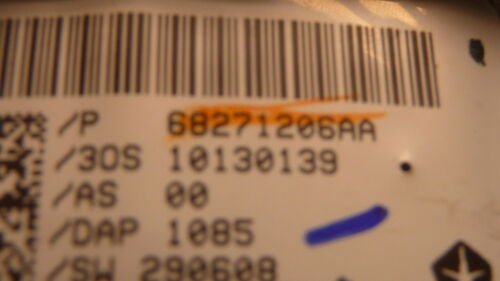 /P 68271206AA
/3OS 10130139
/AS 00
/DAP 1085
/SW 290608